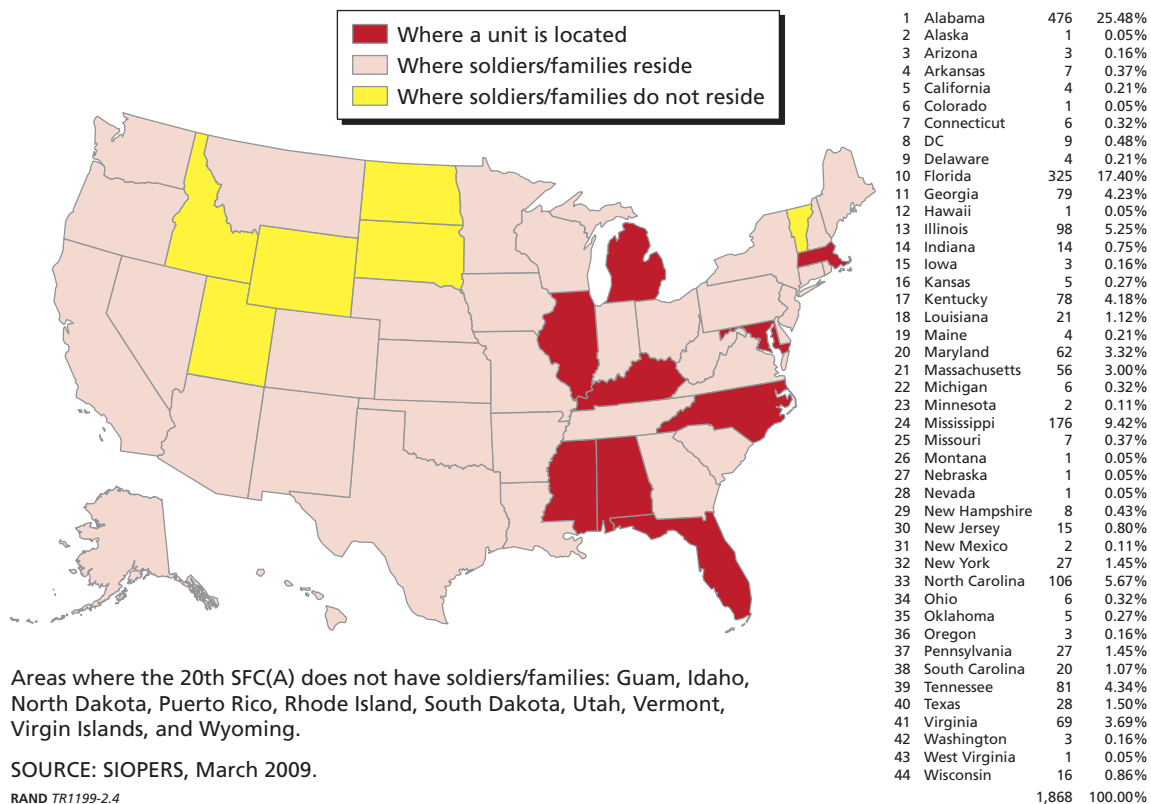 Where a unit is located
Where soldiers/families reside
Where soldiers/families do not reside
1 Alabama 476 25.48%
2 Alaska 1 0.05%
3 Arizona 3 0.16%
4 Arkansas 7 0.37%
5 California 4 0.21%
6 Colorado 1 0.05%
7 Connecticut 6 0.32%
8 DC 9 0.48%
9 Delaware 4 0.21%
10 Florida 325 17.40%
11 Georgia 79 4.23%
12 Hawaii 1 0.05%
13 Illinois 98 5.25%
14 Indiana 14 0.75%
15 Iowa 3 0.16%
16 Kansas 5 0.27%
17 Kentucky 78 4.18%
18 Louisiana 21 1.12%
19 Maine 4 0.21%
20 Maryland 62 3.32%
21 Massachusetts 56 3.00%
22 Michigan 6 0.32%
23 Minnesota 2 0.11%
24 Mississippi 176 9.42%
25 Missouri 7 0.37%
26 Montana 1 0.05%
27 Nebraska 1 0.05%
28 Nevada 1 0.05%
29 New Hampshire 8 0.43%
30 New Jersey 15 0.80%
31 New Mexico 2 0.11%
32 New York 27 1.45%
33 North Carolina 106 5.67%
34 Ohio 6 0.32%
35 Oklahoma 5 0.27%
36 Oregon 3 0.16%
37 Pennsylvania 27 1.45%
38 South Carolina 20 1.07%
39 Tennessee 81 4.34%
40 Texas 28 1.50%
41 Virginia 69 3.69%
42 Washington 3 0.16%
43 West Virginia 1 0.05%
44 Wisconsin 16 0.86%
1,868 100.00%
Areas where the 20th SFC(A) does not have soldiers/families: Guam, Idaho,
North Dakota, Puerto Rico, Rhode Island, South Dakota, Utah, Vermont,
Virgin Islands, and Wyoming.
SOURCE: SIOPERS, March 2009.
RAND TR1199-2.4